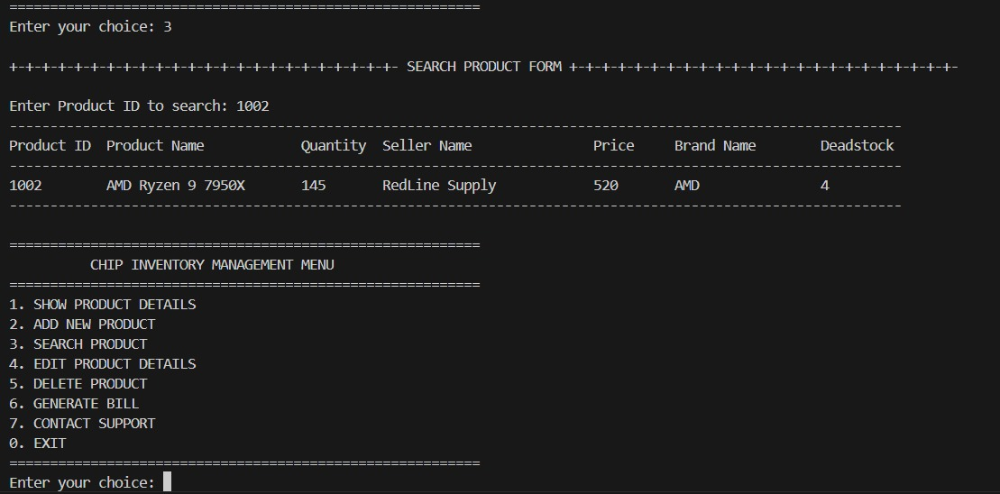 ==========================================================
Enter your choice: 3
+-+-+-+-+-+-+-+-+-+-+-+-+-+-+-+-+-+-+-+-+-+-+-+- SEARCH PRODUCT FORM +-+-+-+-+-+-+-+-+-+-+-+-+-+-+-+-+-+-+-+-+-+-+-+-
Enter Product ID to search: 1002
--------------------------------------------------------------------------------------------------------------
Product ID  Product Name            Quantity  Seller Name               Price     Brand Name        Deadstock
--------------------------------------------------------------------------------------------------------------
1002        AMD Ryzen 9 7950X       145       RedLine Supply            520       AMD               4
--------------------------------------------------------------------------------------------------------------
==========================================================
          CHIP INVENTORY MANAGEMENT MENU
==========================================================
1. SHOW PRODUCT DETAILS
2. ADD NEW PRODUCT
3. SEARCH PRODUCT
4. EDIT PRODUCT DETAILS
5. DELETE PRODUCT
6. GENERATE BILL
7. CONTACT SUPPORT
0. EXIT
==========================================================
Enter your choice: